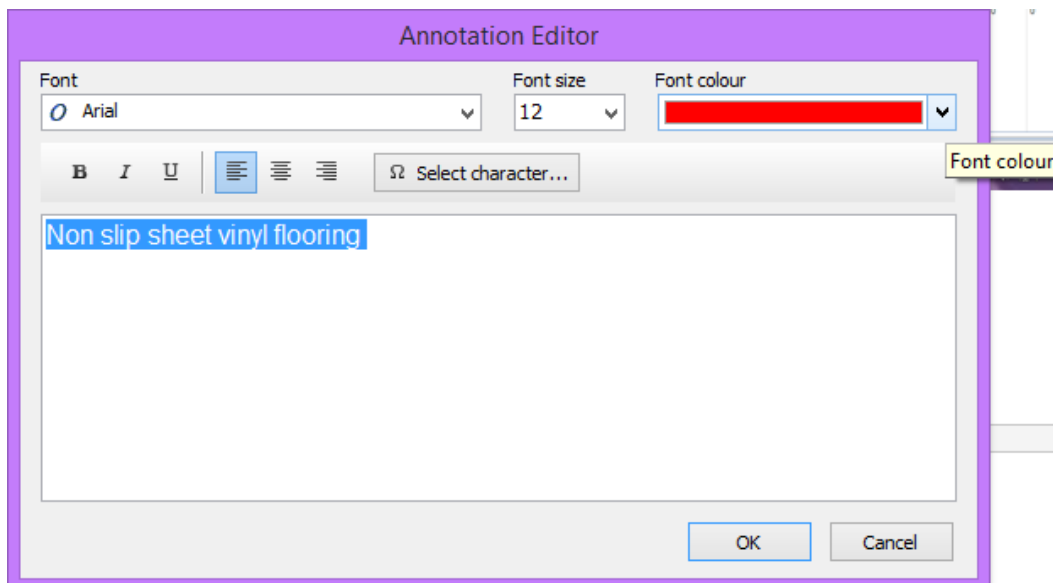 Annotation Editor
Font Font size Font colour
O Arial 12
B I U Ω Select character...
Font colour
Non slip sheet vinyl flooring
OK Cancel